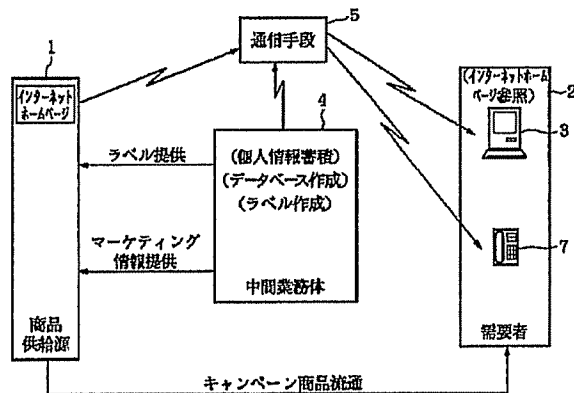 1
インターネット
ホームページ
商品
供給源
5
通信手段
4
(個人情報蓄積)
(データベース作成)
(ラベル作成)
中間業務体
ラベル提供
マーケティング
情報提供
(インターネットホーム
ページ参照)
2
3
7
需要者
キャンペーン商品流通